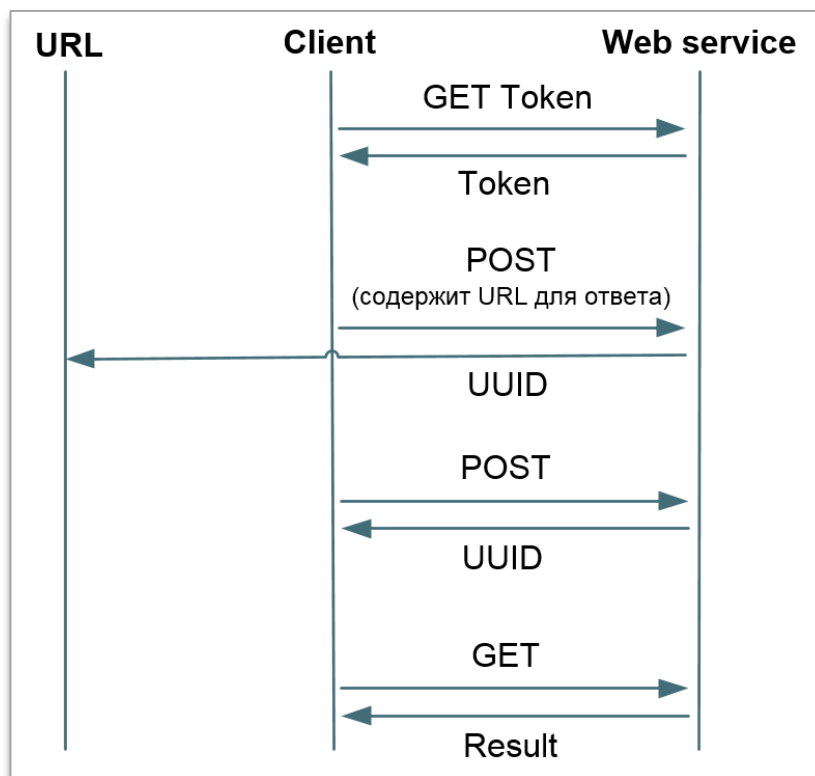 URL Client Web service
GET Token
Token
POST
(содержит URL для ответа)
UUID
POST
UUID
GET
Result